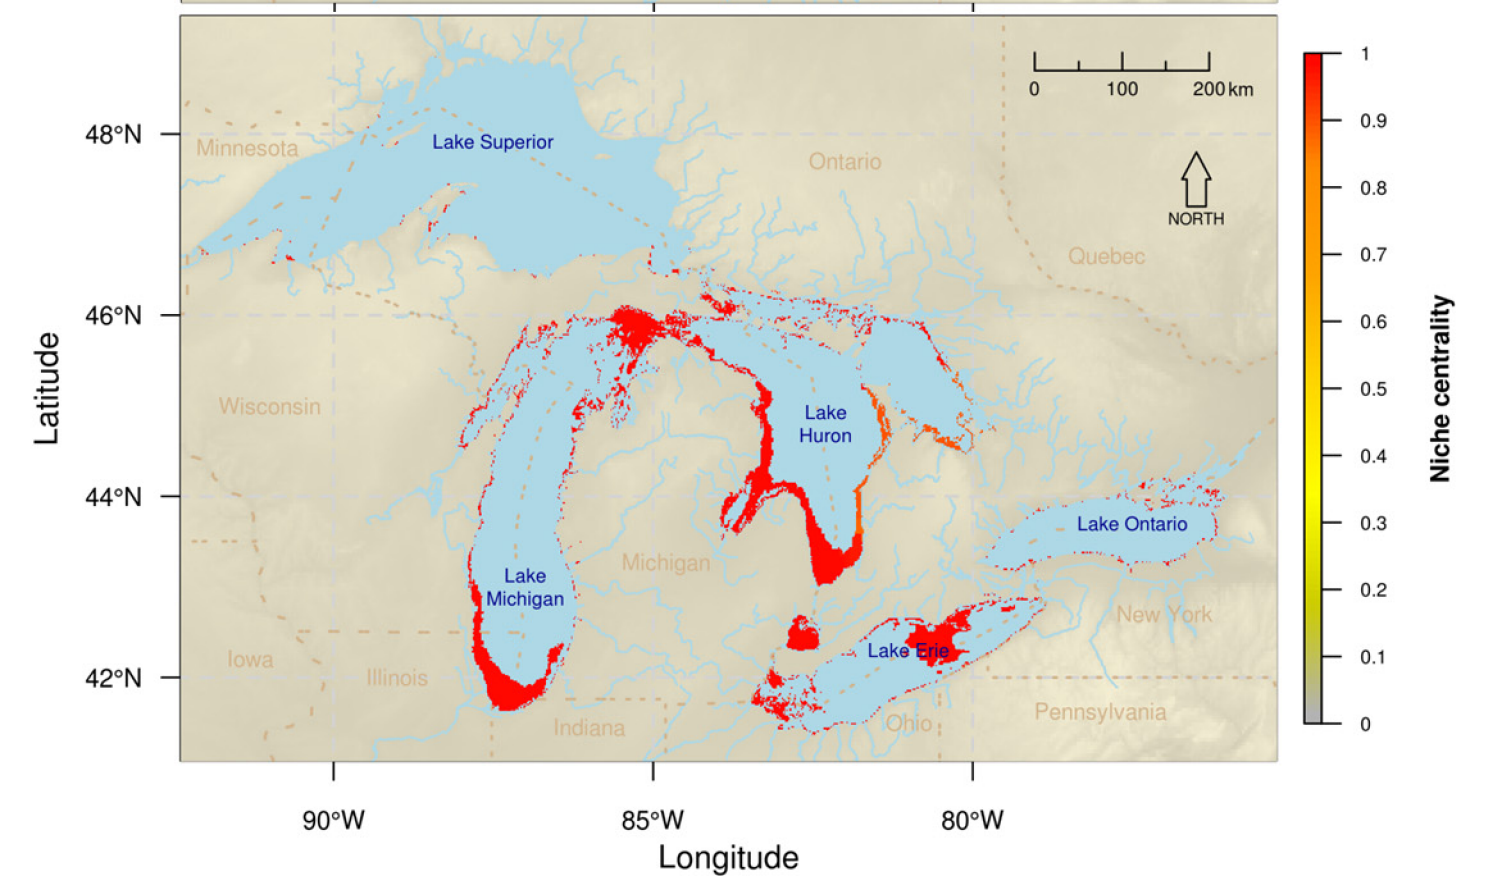 0 100 200 km
NORTH
48°N
46°N
44°N
42°N
Latitude
Minnesota
Lake Superior
Ontario
Quebec
Wisconsin
Lake
Huron
Lake Ontario
Michigan
Lake
Michigan
New York
Iowa
Illinois
Lake Erie
Indiana
Ohio
Pennsylvania
90°W 85°W 80°W
Longitude
1
0.9
0.8
0.7
0.6
0.5
0.4
0.3
0.2
0.1
0
Niche centrality